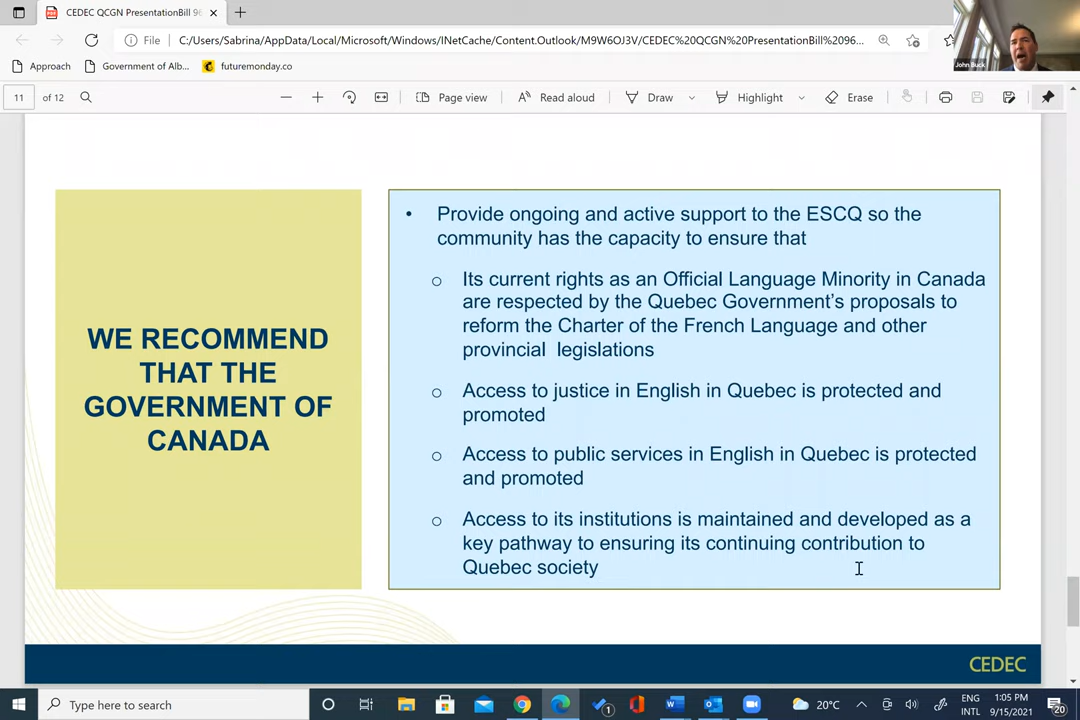 CEDEC QCGN PresentationBill 96
File
C:/Users/Sabrina/AppData/Local/Microsoft/Windows/INetCache/Content.Outlook/M9W6OJ3V/CEDEC%20QCGN%20PresentationBill%2096...
John Buck
Approach
Government of Alb...
futuremonday.co
11 of 12
Page view
Read aloud
Draw
Highlight
Erase
WE RECOMMEND
THAT THE
GOVERNMENT OF
CANADA
• Provide ongoing and active support to the ESCQ so the
community has the capacity to ensure that
o Its current rights as an Official Language Minority in Canada
are respected by the Quebec Government's proposals to
reform the Charter of the French Language and other
provincial legislations
o Access to justice in English in Quebec is protected and
promoted
o Access to public services in English in Quebec is protected
and promoted
o Access to its institutions is maintained and developed as a
key pathway to ensuring its continuing contribution to
Quebec society
CEDEC
Type here to search
1
20°C
ENG
INTL
1:05 PM
9/15/2021
20